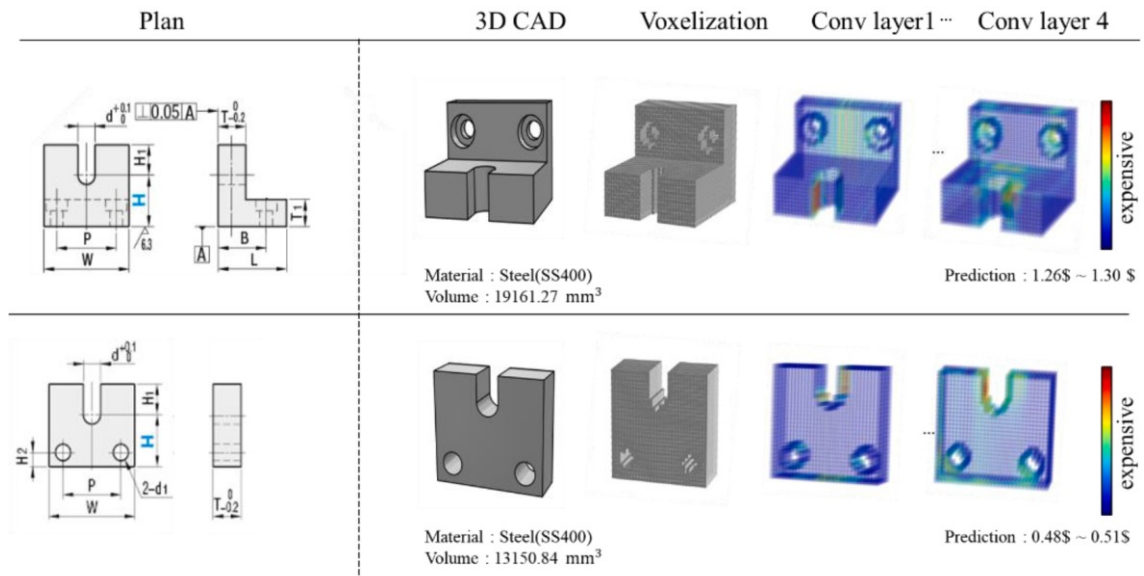 Plan 3D CAD Voxelization Conv layer1 ··· Conv layer 4
d +0.1 0 ⊥ 0.05 A T 0 -0.2
H1
H
T1
6.3
P
W
A
B
L
...
expensive
Material : Steel(SS400)
Volume : 19161.27 mm³
Prediction : 1.26$ ~ 1.30 $
d +0.1 0
H1
H
H2
P
2-d1
W
T 0 -0.2
...
expensive
Material : Steel(SS400)
Volume : 13150.84 mm³
Prediction : 0.48$ ~ 0.51$